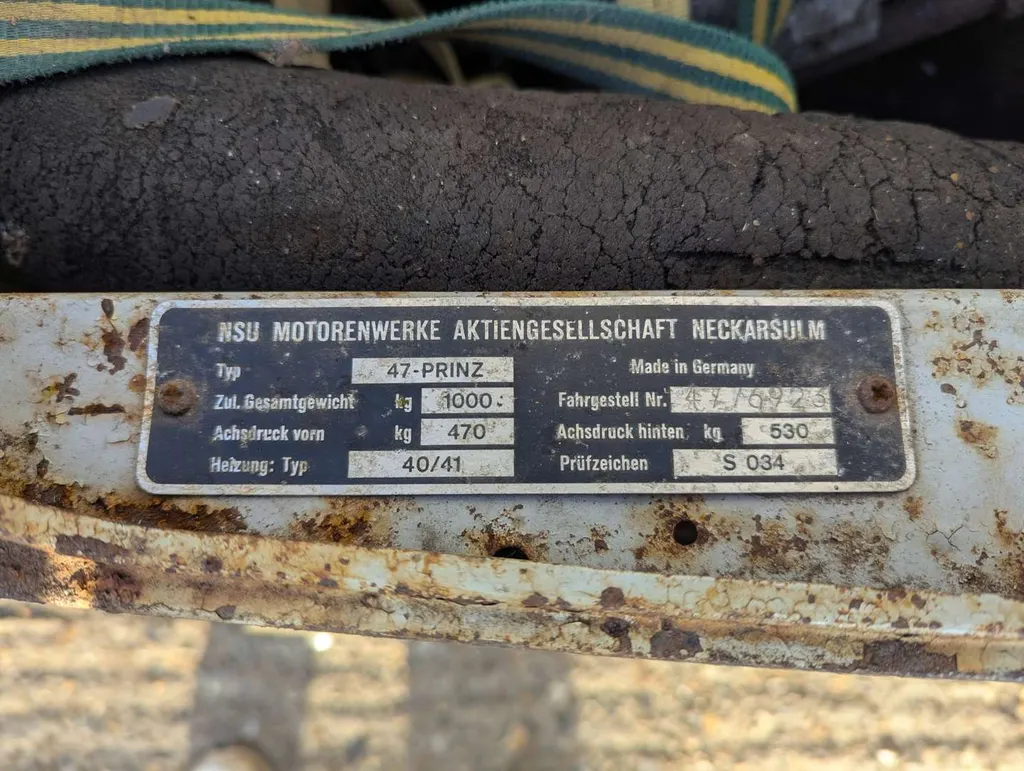 NSU MOTORENWERKE AKTIENGESELLSCHAFT NECKARSULM
Typ 47-PRINZ Made in Germany
Zul. Gesamtgewicht kg 1000 Fahrgestell Nr.
Achsdruck vorn kg 470 Achsdruck hinten kg 530
Heizung: Typ 40/41 Prüfzeichen S 034